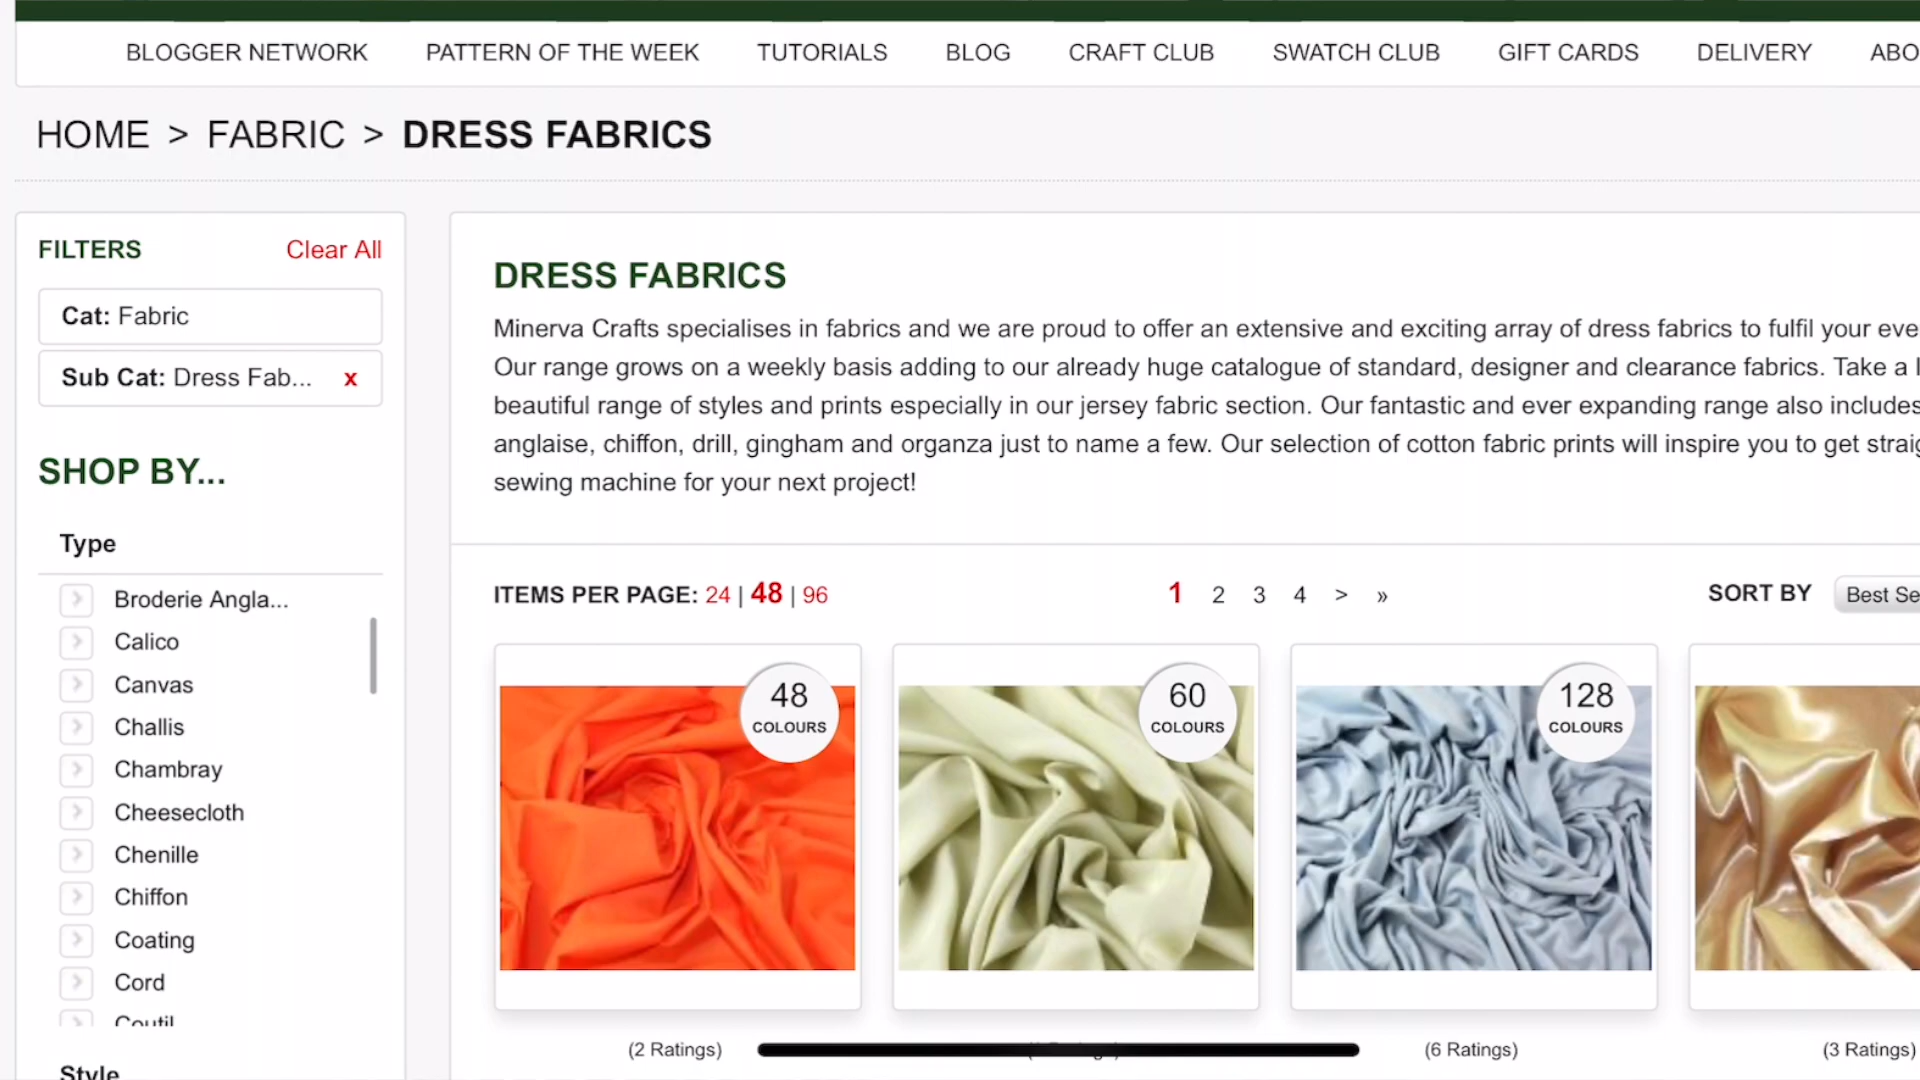 BLOGGER NETWORK PATTERN OF THE WEEK TUTORIALS BLOG CRAFT CLUB SWATCH CLUB GIFT CARDS DELIVERY ABO
HOME > FABRIC > DRESS FABRICS
FILTERS Clear All
Cat: Fabric
Sub Cat: Dress Fab... x
SHOP BY...
Type
Broderie Angla...
Calico
Canvas
Challis
Chambray
Cheesecloth
Chenille
Chiffon
Coating
Cord
Coutil
Style
DRESS FABRICS
Minerva Crafts specialises in fabrics and we are proud to offer an extensive and exciting array of dress fabrics to fulfil your eve
Our range grows on a weekly basis adding to our already huge catalogue of standard, designer and clearance fabrics. Take a l
beautiful range of styles and prints especially in our jersey fabric section. Our fantastic and ever expanding range also includes
anglaise, chiffon, drill, gingham and organza just to name a few. Our selection of cotton fabric prints will inspire you to get straig
sewing machine for your next project!
ITEMS PER PAGE: 24 | 48 | 96 1 2 3 4 > » SORT BY Best Se
48 COLOURS
60 COLOURS
128 COLOURS
(2 Ratings) (6 Ratings) (3 Ratings)